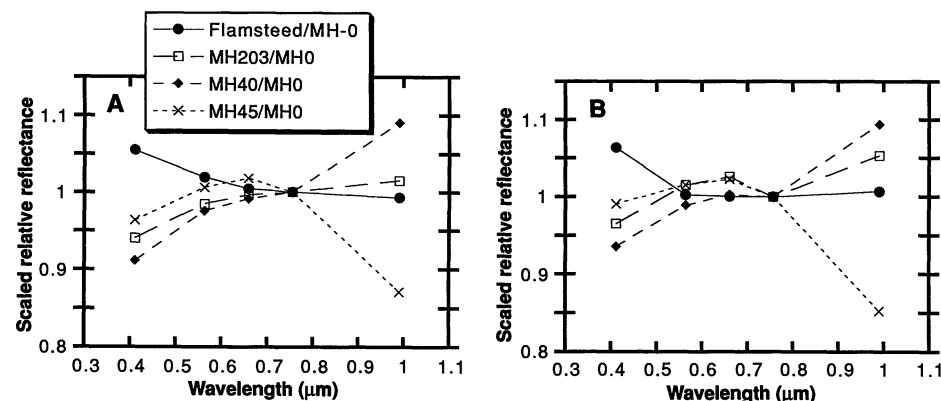 Flamsteed/MH-0
MH203/MH0
MH40/MH0
MH45/MH0
A
Scaled relative reflectance
1.1
1
0.9
0.8
0.3 0.4 0.5 0.6 0.7 0.8 0.9 1 1.1
Wavelength (μm)
B
Scaled relative reflectance
1.1
1
0.9
0.8
0.3 0.4 0.5 0.6 0.7 0.8 0.9 1 1.1
Wavelength (μm)